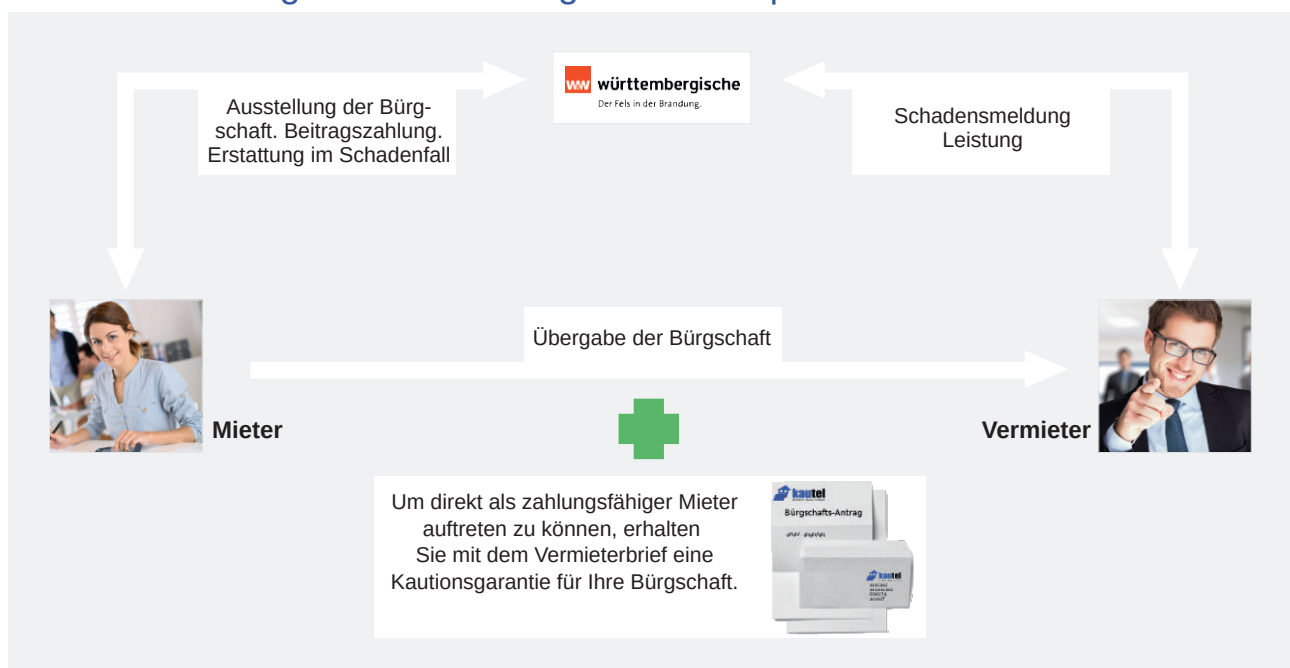 württembergische
Der Fels in der Brandung.
Ausstellung der Bürg-
schaft. Beitragszahlung.
Erstattung im Schadenfall
Schadensmeldung
Leistung
Übergabe der Bürgschaft
Mieter
Vermieter
Um direkt als zahlungsfähiger Mieter
auftreten zu können, erhalten
Sie mit dem Vermieterbrief eine
Kautionsgarantie für Ihre Bürgschaft.
kautel
Bürgschafts-Antrag
kautel